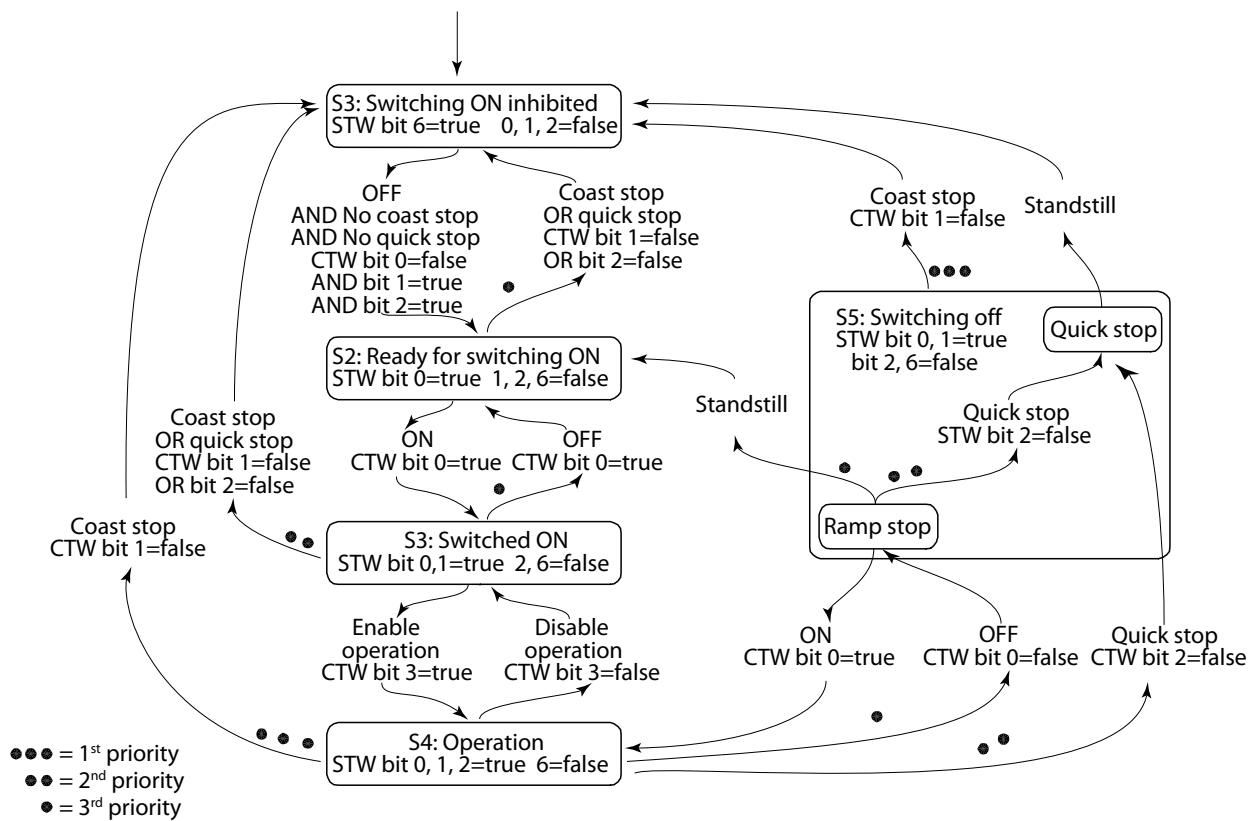 S3: Switching ON inhibited
STW bit 6=true 0, 1, 2=false
OFF
AND No coast stop
AND No quick stop
CTW bit 0=false
AND bit 1=true
AND bit 2=true
Coast stop
OR quick stop
CTW bit 1=false
OR bit 2=false
Coast stop
CTW bit 1=false
Standstill
S5: Switching off
STW bit 0, 1=true
bit 2, 6=false
Quick stop
S2: Ready for switching ON
STW bit 0=true 1, 2, 6=false
Standstill
Quick stop
STW bit 2=false
Coast stop
OR quick stop
CTW bit 1=false
OR bit 2=false
ON
CTW bit 0=true
OFF
CTW bit 0=true
Ramp stop
Coast stop
CTW bit 1=false
S3: Switched ON
STW bit 0,1=true 2, 6=false
Enable
operation
CTW bit 3=true
Disable
operation
CTW bit 3=false
ON
CTW bit 0=true
OFF
CTW bit 0=false
Quick stop
CTW bit 2=false
S4: Operation
STW bit 0, 1, 2=true 6=false
= 1st priority
= 2nd priority
= 3rd priority